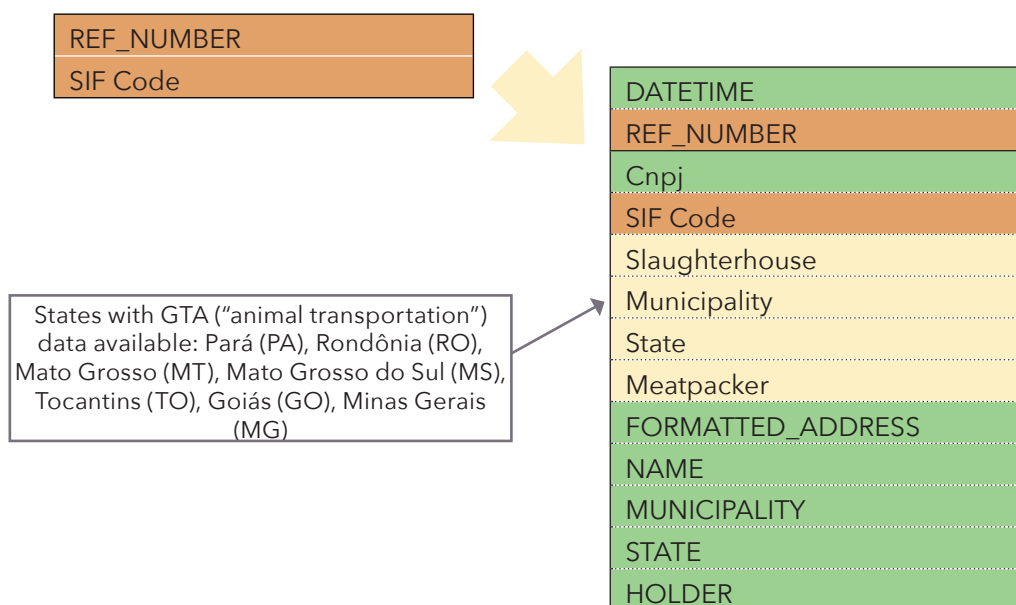 REF_NUMBER
SIF Code
States with GTA (“animal transportation”)
data available: Pará (PA), Rondônia (RO),
Mato Grosso (MT), Mato Grosso do Sul (MS),
Tocantins (TO), Goiás (GO), Minas Gerais
(MG)
DATETIME
REF_NUMBER
Cnpj
SIF Code
Slaughterhouse
Municipality
State
Meatpacker
FORMATTED_ADDRESS
NAME
MUNICIPALITY
STATE
HOLDER